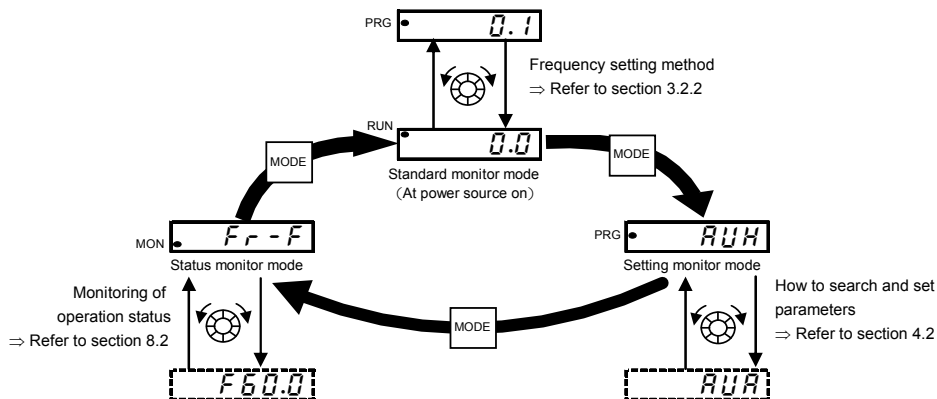 PRG
0.1
Frequency setting method
⇒ Refer to section 3.2.2
RUN
0.0
MODE
MODE
Standard monitor mode
(At power source on)
MON
Fr-F
Status monitor mode
PRG
AUH
Setting monitor mode
Monitoring of
operation status
⇒ Refer to section 8.2
MODE
How to search and set
parameters
⇒ Refer to section 4.2
F60.0
AUA